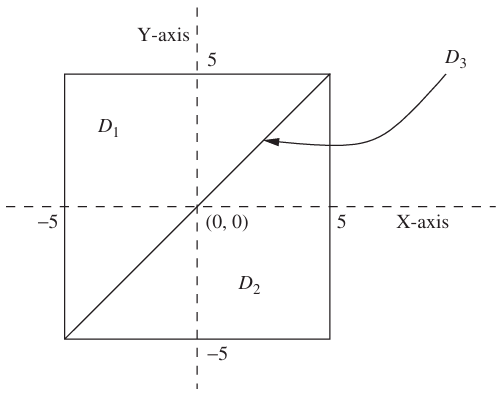 Y-axis
5
D₃
D₁
−5
(0, 0)
5
X-axis
D₂
−5